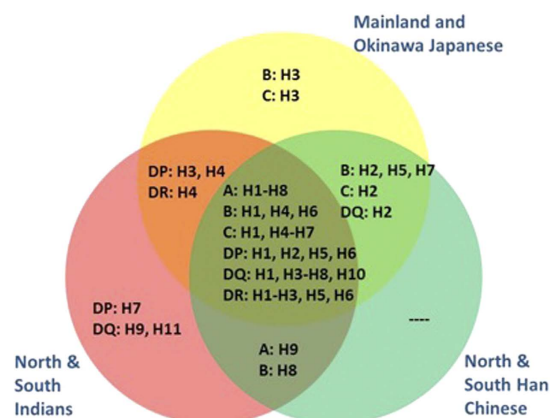 Mainland and
Okinawa Japanese
B: H3
C: H3
DP: H3, H4
DR: H4
B: H2, H5, H7
C: H2
DQ: H2
A: H1-H8
B: H1, H4, H6
C: H1, H4-H7
DP: H1, H2, H5, H6
DQ: H1, H3-H8, H10
DR: H1-H3, H5, H6
DP: H7
DQ: H9, H11
----
A: H9
B: H8
North &
South
Indians
North &
South Han
Chinese